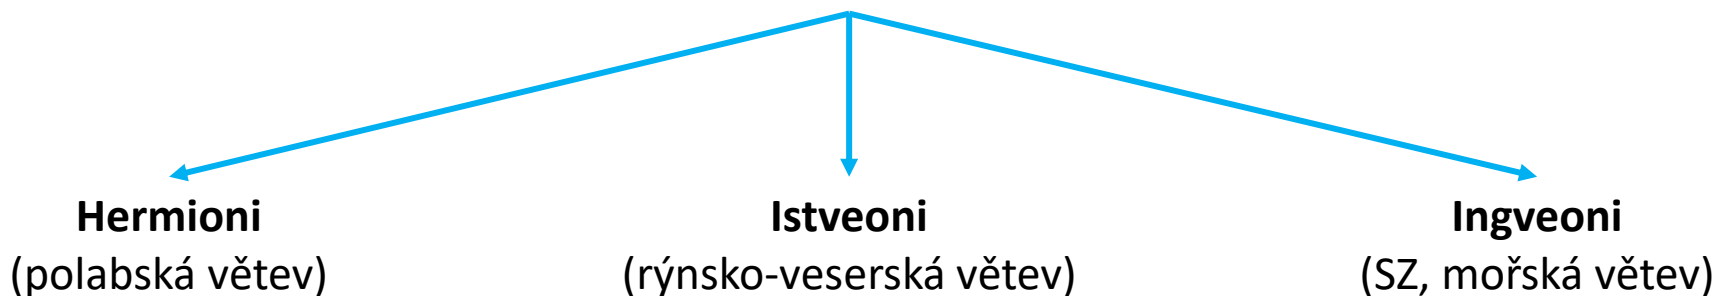 Hermioni
(polabská větev)
Istveoni
(rýnsko-veserská větev)
Ingveoni
(SZ, mořská větev)